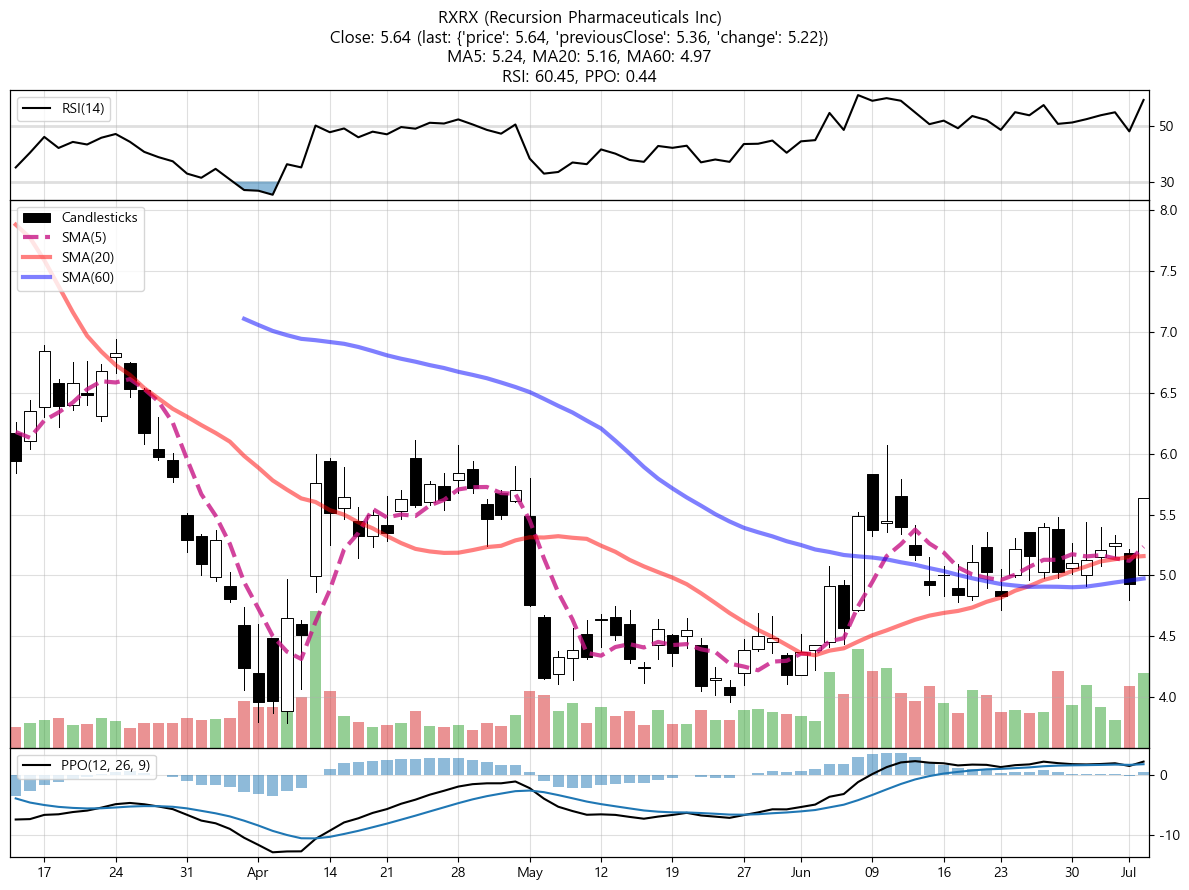 RXRX (Recursion Pharmaceuticals Inc)
Close: 5.64 (last: {'price': 5.64, 'previousClose': 5.36, 'change': 5.22})
MA5: 5.24, MA20: 5.16, MA60: 4.97
RSI: 60.45, PPO: 0.44
RSI(14)
50
30
Candlesticks
SMA(5)
SMA(20)
SMA(60)
8.0
7.5
7.0
6.5
6.0
5.5
5.0
4.5
4.0
PPO(12, 26, 9)
0
-10
17 24 31 Apr 14 21 28 May 12 19 27 Jun 09 16 23 30 Jul